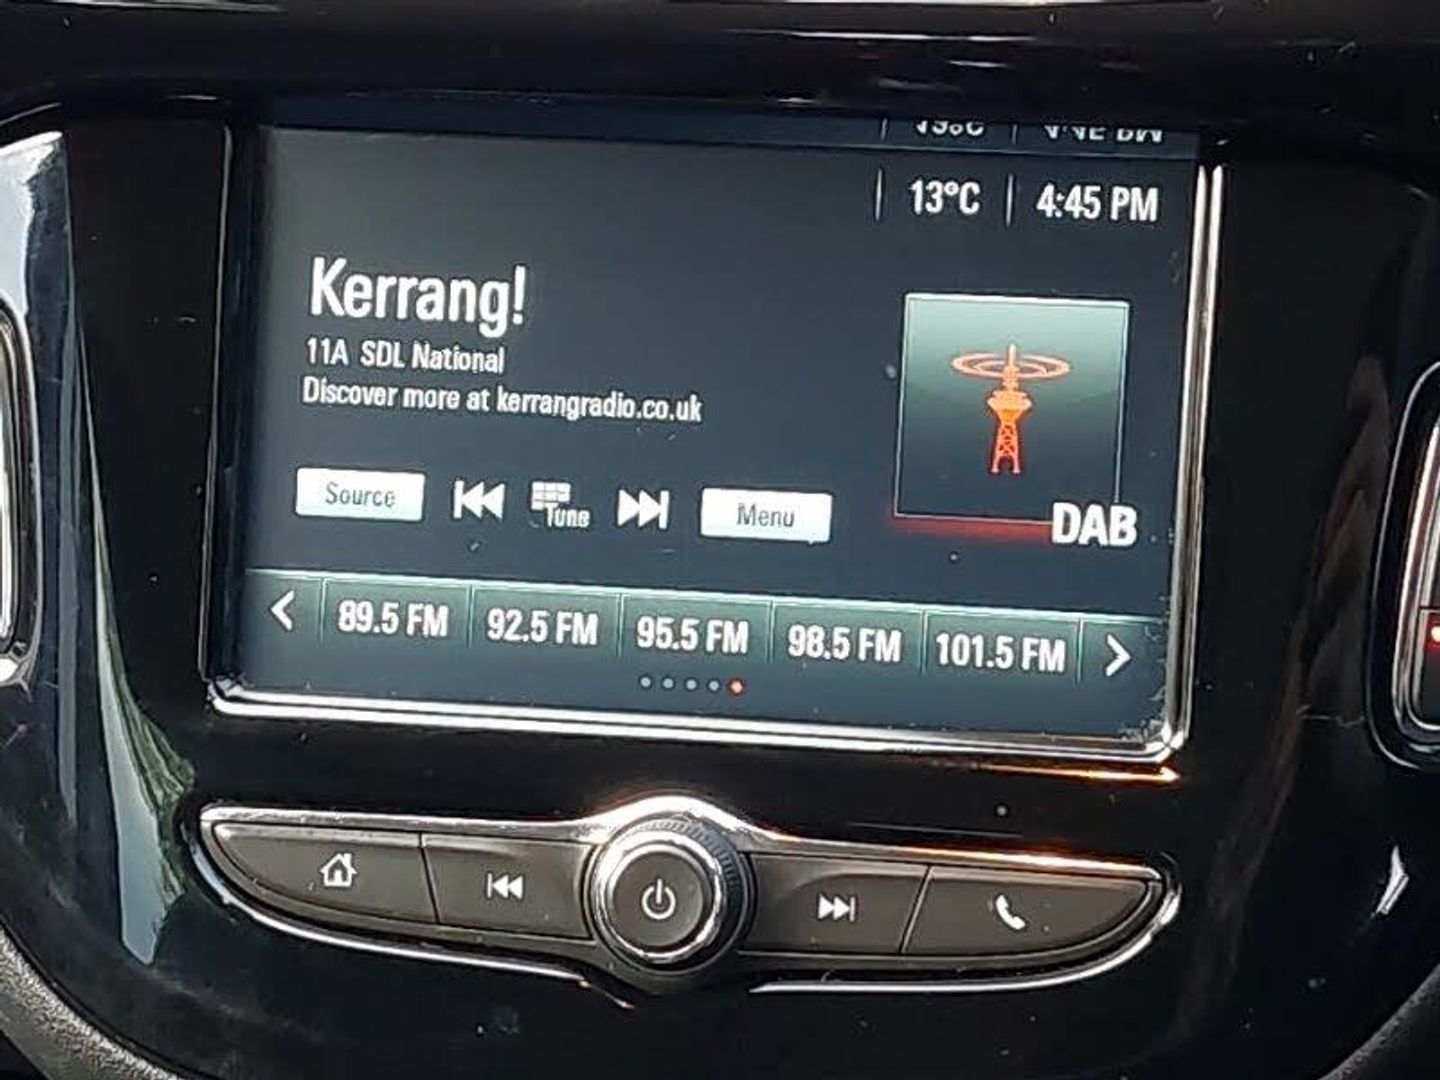 13°C 4:45 PM
Kerrang!
11A SDL National
Discover more at kerrangradio.co.uk
Source Tune Menu
DAB
89.5 FM 92.5 FM 95.5 FM 98.5 FM 101.5 FM